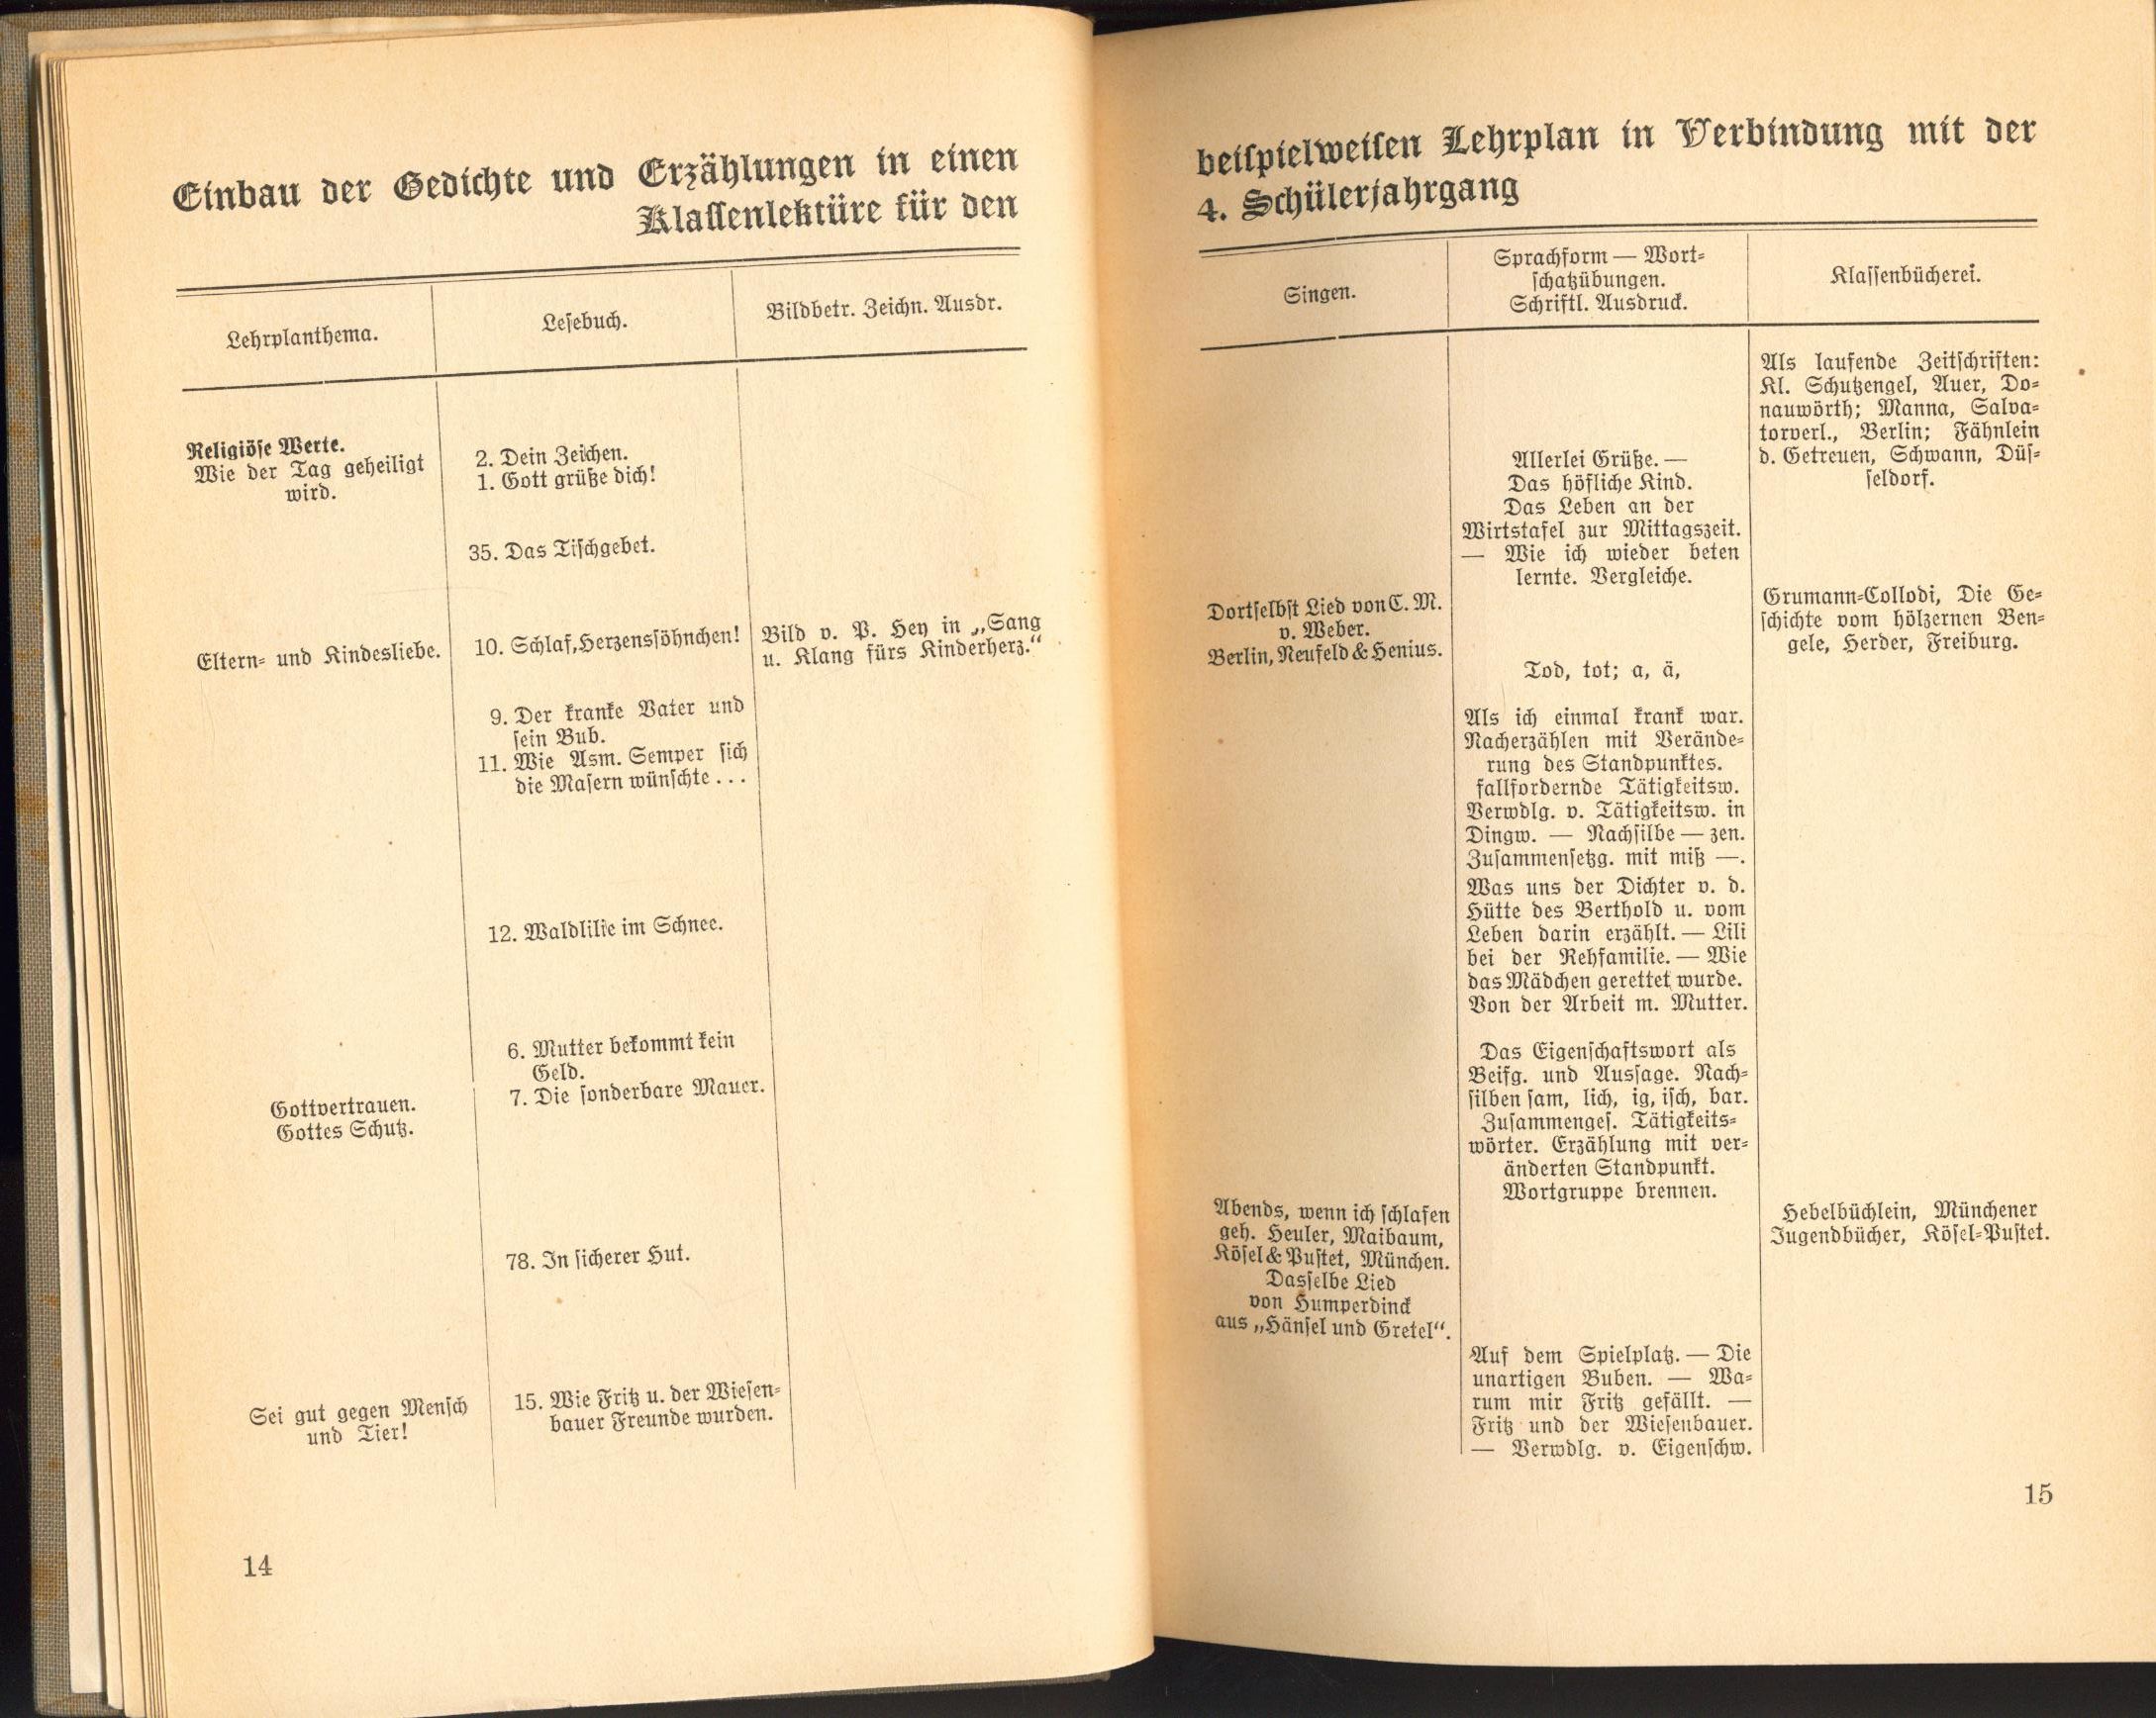 Einbau der Gedichte und Erzählungen in einen
Klassenlektüre für den
Lehrplanthema.
Lesebuch.
Bildbetr. Zeichn. Ausdr.
Religiöse Werte.
Wie der Tag geheiligt
wird.
2. Dein Zeichen.
1. Gott grüße dich!
35. Das Tischgebet.
Eltern- und Kindesliebe.
10. Schlaf, Herzenssöhnchen!
Bild v. P. Hey in „Sang
u. Klang fürs Kinderherz.“
9. Der kranke Vater und
sein Bub.
11. Wie Asm. Semper sich
die Masern wünschte...
12. Waldlilie im Schnee.
6. Mutter bekommt kein
Geld.
7. Die sonderbare Mauer.
Gottvertrauen.
Gottes Schutz.
78. In sicherer Hut.
Sei gut gegen Mensch
und Tier!
15. Wie Fritz u. der Wiesen-
bauer Freunde wurden.
14
beispielweisen Lehrplan in Verbindung mit der
4. Schülerjahrgang
Singen.
Sprachform — Wort-
schatzübungen.
Schriftl. Ausdruck.
Klassenbücherei.
Als laufende Zeitschriften:
Kl. Schutzengel, Auer, Do-
nauwörth; Manna, Salva-
torverl., Berlin; Fähnlein
d. Getreuen, Schwann, Düs-
seldorf.
Allerlei Grüße. —
Das höfliche Kind.
Das Leben an der
Wirtstafel zur Mittagszeit.
— Wie ich wieder beten
lernte. Vergleiche.
Dortselbst Lied von C. M.
v. Weber.
Berlin, Neufeld & Henius.
Grumann-Collodi, Die Ge-
schichte vom hölzernen Ben-
gele, Herder, Freiburg.
Tod, tot; a, ä,
Als ich einmal krank war.
Nacherzählen mit Verände-
rung des Standpunktes.
fallfordernde Tätigkeitsw.
Verwdlg. v. Tätigkeitsw. in
Dingw. — Nachsilbe — zen.
Zusammensetzg. mit miß —.
Was uns der Dichter v. d.
Hütte des Berthold u. vom
Leben darin erzählt. — Lili
bei der Rehfamilie. — Wie
das Mädchen gerettet wurde.
Von der Arbeit m. Mutter.
Das Eigenschaftswort als
Beifg. und Aussage. Nach-
silben sam, lich, ig, isch, bar.
Zusammenges. Tätigkeits-
wörter. Erzählung mit ver-
änderten Standpunkt.
Wortgruppe brennen.
Abends, wenn ich schlafen
geh. Heuler, Maibaum,
Kösel & Pustet, München.
Dasselbe Lied
von Humperdinck
aus „Hänsel und Gretel“.
Hebelbüchlein, Münchener
Jugendbücher, Kösel-Pustet.
Auf dem Spielplatz. — Die
unartigen Buben. — Wa-
rum mir Fritz gefällt. —
Fritz und der Wiesenbauer.
— Verwdlg. v. Eigenschw.
15